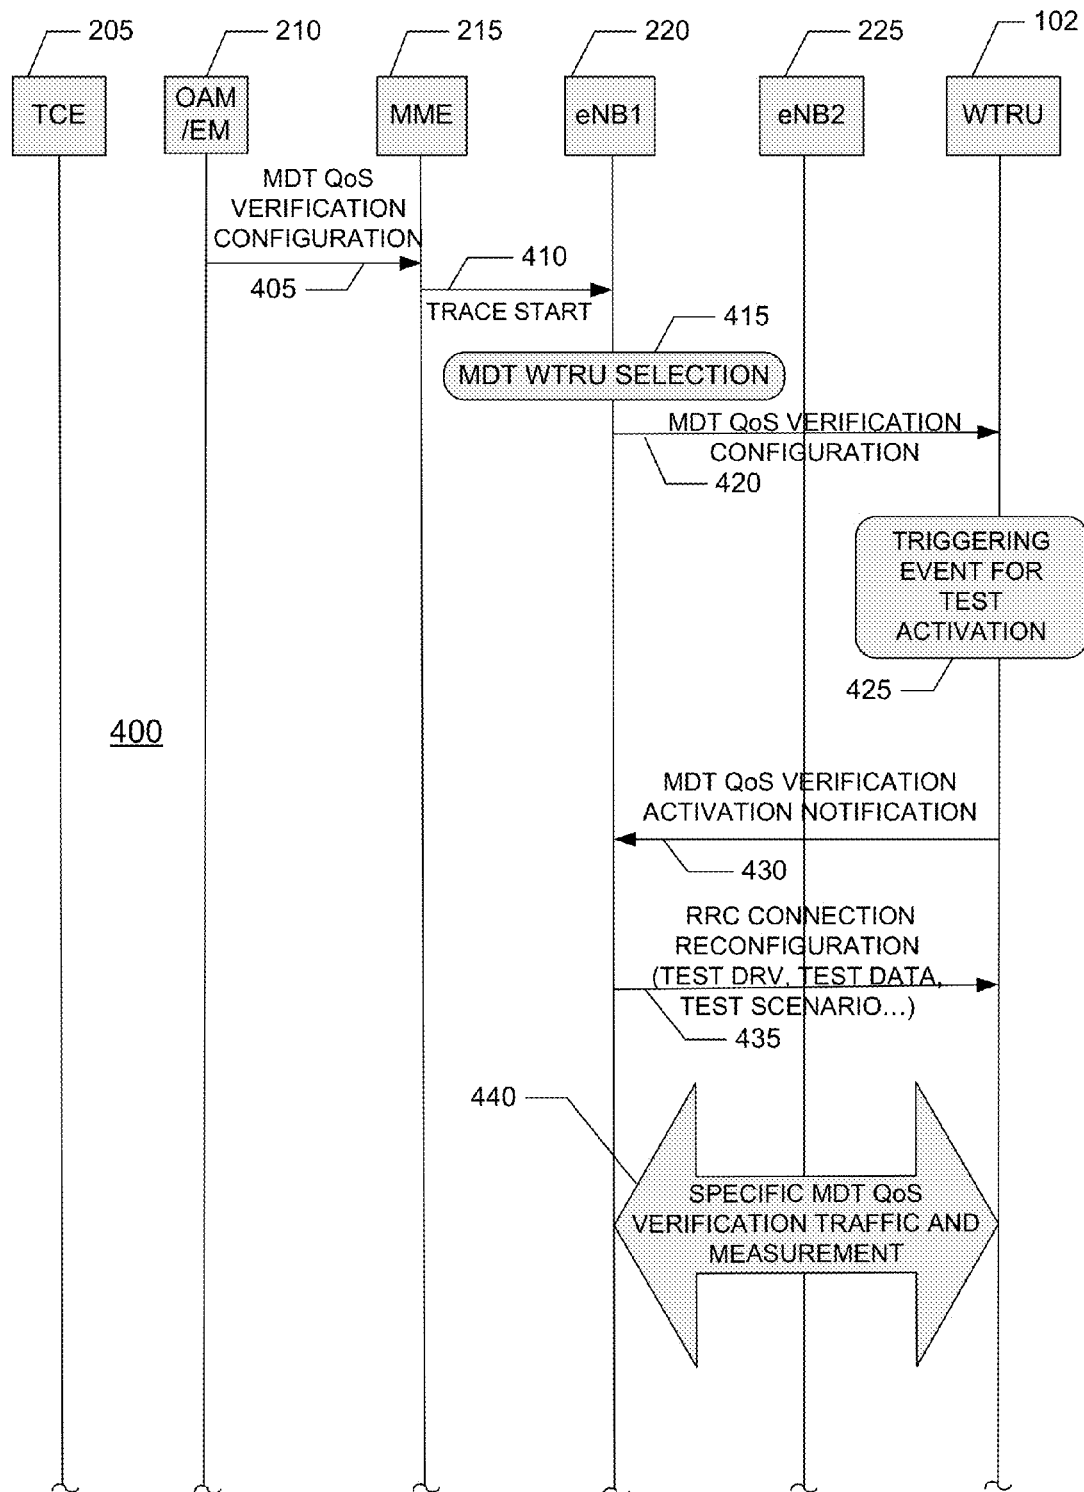 205
210
215
220
225
102
TCE
OAM
/EM
MME
eNB1
eNB2
WTRU
MDT QoS
VERIFICATION
CONFIGURATION
405
410
TRACE START
415
MDT WTRU SELECTION
MDT QoS VERIFICATION
CONFIGURATION
420
TRIGGERING
EVENT FOR
TEST
ACTIVATION
425
400
MDT QoS VERIFICATION
ACTIVATION NOTIFICATION
430
RRC CONNECTION
RECONFIGURATION
(TEST DRV, TEST DATA,
TEST SCENARIO...)
435
440
SPECIFIC MDT QoS
VERIFICATION TRAFFIC AND
MEASUREMENT